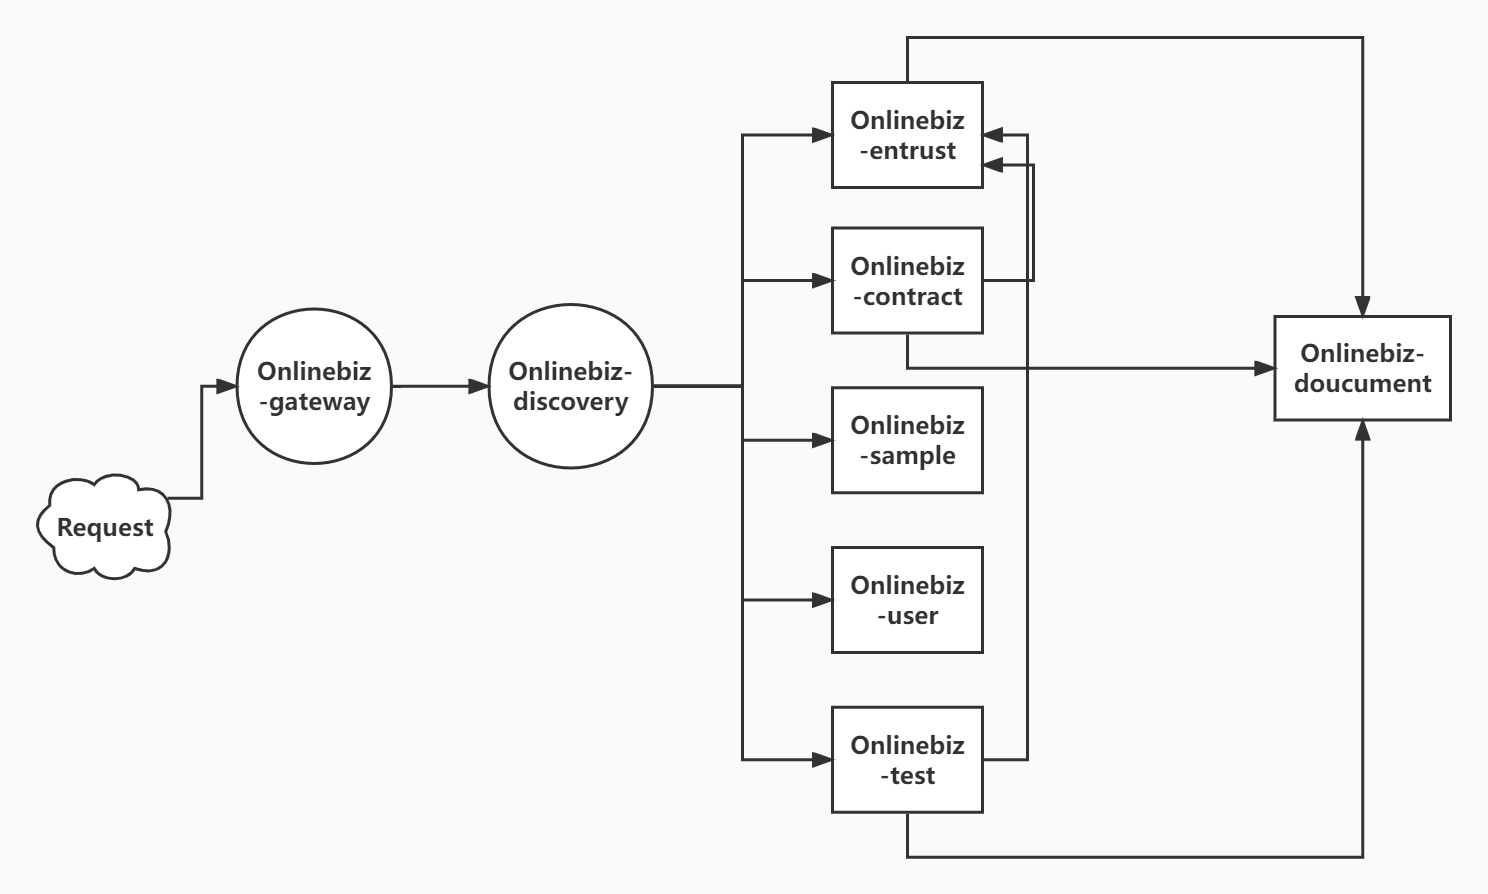 Onlinebiz
-entrust
Onlinebiz
-contract
Onlinebiz
-gateway
Onlinebiz-
discovery
Onlinebiz-
doucument
Onlinebiz
-sample
Request
Onlinebiz
-user
Onlinebiz
-test